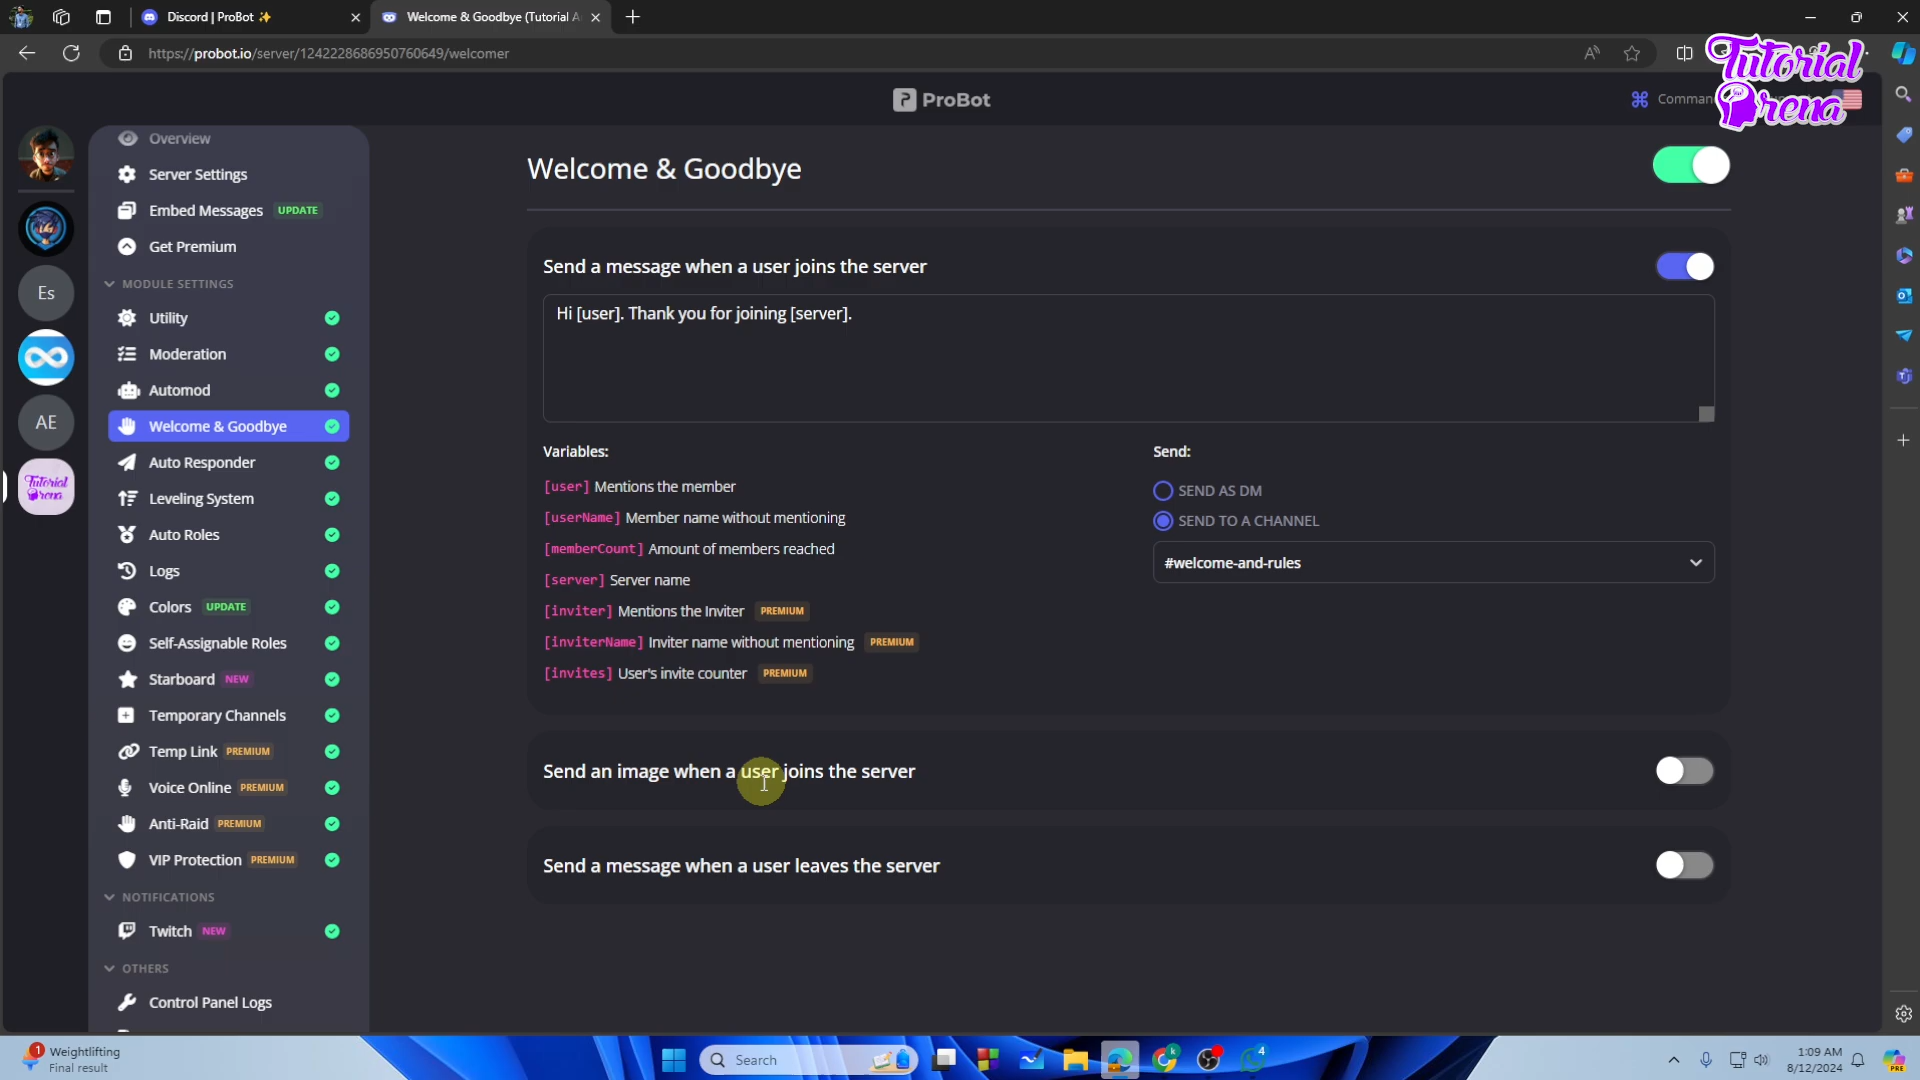 Discord | ProBot ✨
Welcome & Goodbye (Tutorial A
https://probot.io/server/1242228686950760649/welcomer
Tutorial
Arena
ProBot
Comman
Overview
Server Settings
Embed Messages UPDATE
Get Premium
MODULE SETTINGS
Utility
Moderation
Automod
Welcome & Goodbye
Auto Responder
Leveling System
Auto Roles
Logs
Colors UPDATE
Self-Assignable Roles
Starboard NEW
Temporary Channels
Temp Link PREMIUM
Voice Online PREMIUM
Anti-Raid PREMIUM
VIP Protection PREMIUM
NOTIFICATIONS
Twitch NEW
OTHERS
Control Panel Logs
Es
AE
Tutorial
Arena
Welcome & Goodbye
Send a message when a user joins the server
Hi [user]. Thank you for joining [server].
Variables:
[user] Mentions the member
[userName] Member name without mentioning
[memberCount] Amount of members reached
[server] Server name
[inviter] Mentions the Inviter PREMIUM
[inviterName] Inviter name without mentioning PREMIUM
[invites] User's invite counter PREMIUM
Send:
SEND AS DM
SEND TO A CHANNEL
#welcome-and-rules
Send an image when a user joins the server
Send a message when a user leaves the server
1
Weightlifting
Final result
Search
4
1:09 AM
8/12/2024
PRE